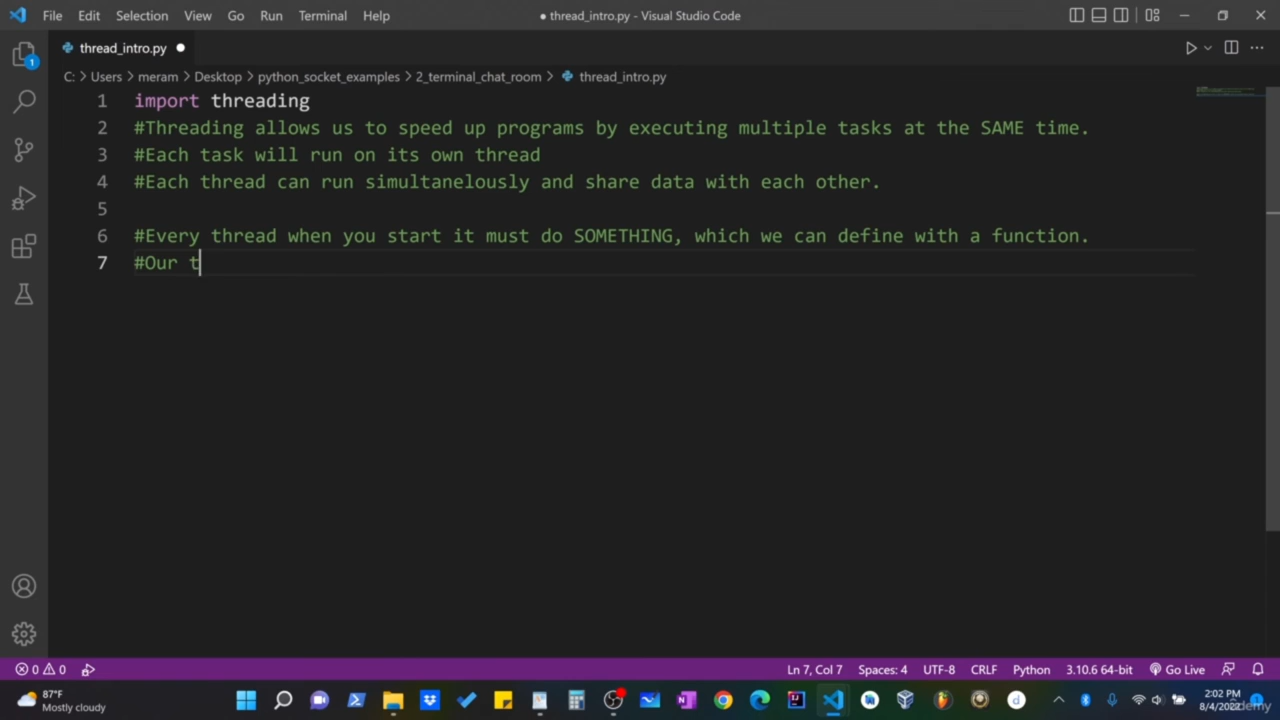 File Edit Selection View Go Run Terminal Help
● thread_intro.py - Visual Studio Code
thread_intro.py ●
C: > Users > meram > Desktop > python_socket_examples > 2_terminal_chat_room > thread_intro.py
1 import threading
2 #Threading allows us to speed up programs by executing multiple tasks at the SAME time.
3 #Each task will run on its own thread
4 #Each thread can run simultanelously and share data with each other.
5
6 #Every thread when you start it must do SOMETHING, which we can define with a function.
7 #Our t
1
0 0
Ln 7, Col 7 Spaces: 4 UTF-8 CRLF Python 3.10.6 64-bit Go Live
87°F
Mostly cloudy
2:02 PM
8/4/2022